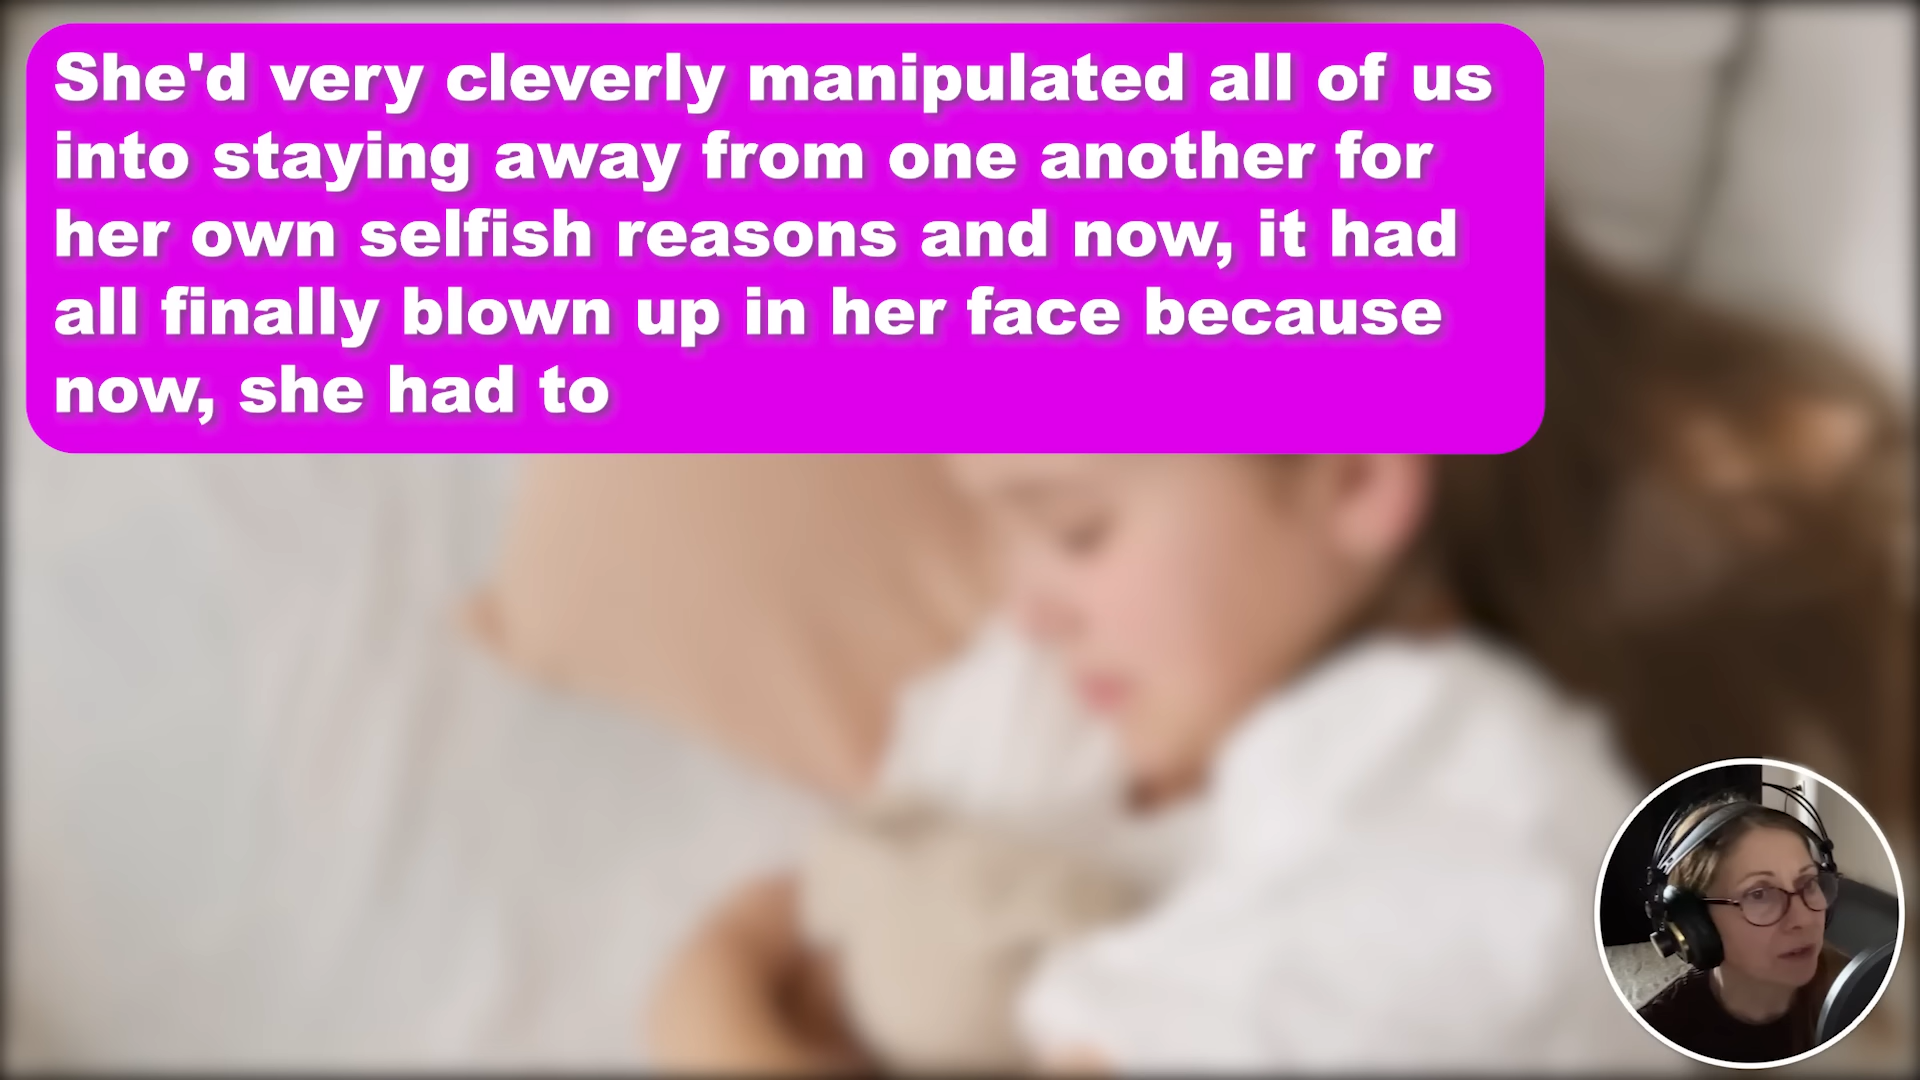 She'd very cleverly manipulated all of us
into staying away from one another for
her own selfish reasons and now, it had
all finally blown up in her face because
now, she had to